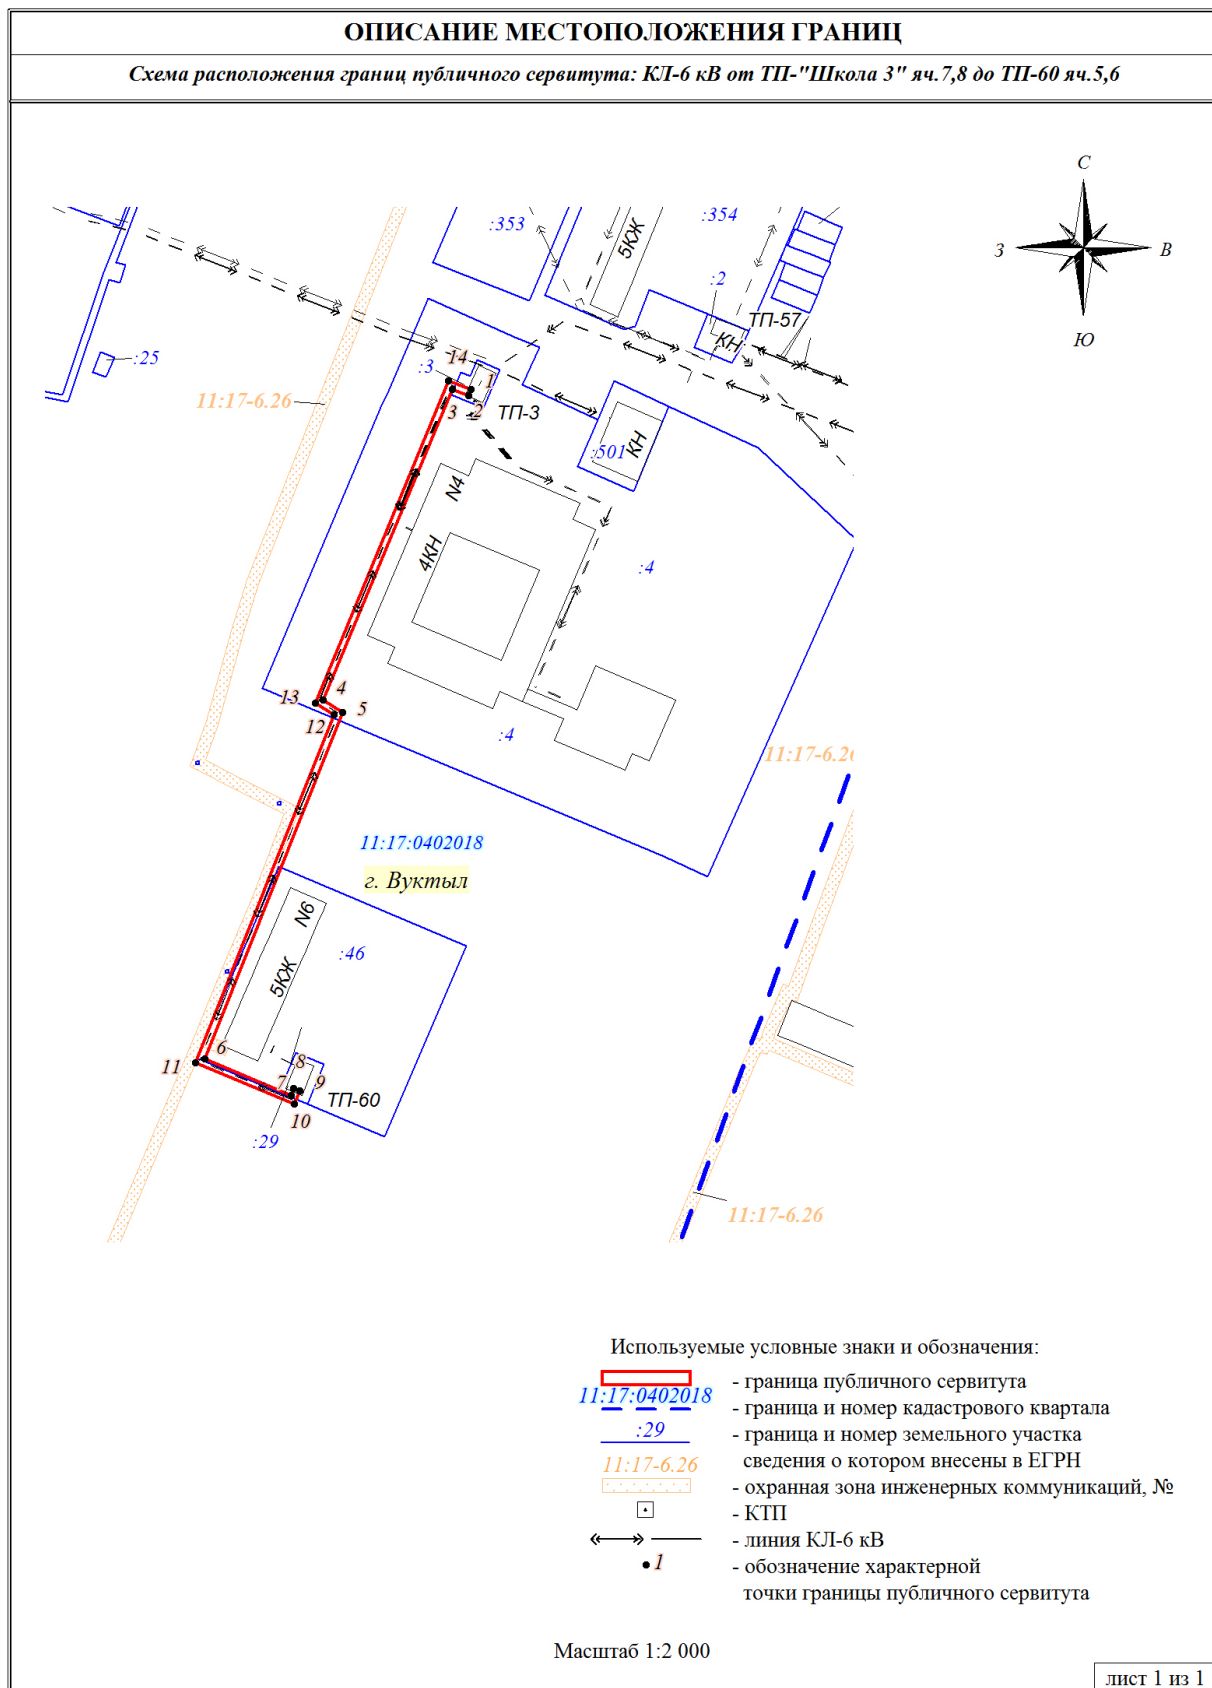 ОПИСАНИЕ МЕСТОПОЛОЖЕНИЯ ГРАНИЦ
Схема расположения границ публичного сервитута: КЛ-6 кВ от ТП-"Школа 3" яч.7,8 до ТП-60 яч.5,6
С
З
В
Ю
:353
:354
5КЖ
:2
ТП-57
КН
:25
14
:3
1
11:17-6.26
3
2
ТП-3
:501
КН
N4
4КН
:4
4
13
5
12
:4
11:17-6.26
11:17:0402018
г. Вуктыл
N6
:46
5КЖ
6
11
8
7
9
ТП-60
10
:29
11:17-6.26
Используемые условные знаки и обозначения:
- граница публичного сервитута
11:17:0402018
- граница и номер кадастрового квартала
:29
- граница и номер земельного участка
сведения о котором внесены в ЕГРН
11:17-6.26
- охранная зона инженерных коммуникаций, №
- КТП
- линия КЛ-6 кВ
1
- обозначение характерной
точки границы публичного сервитута
Масштаб 1:2 000
лист 1 из 1